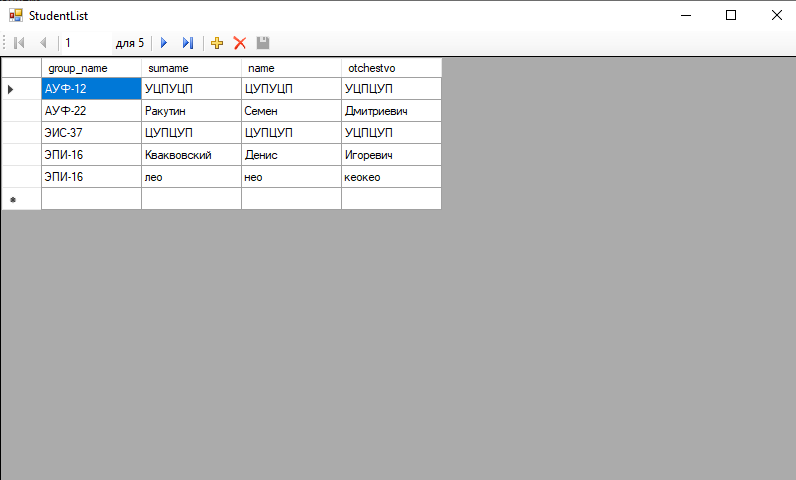 StudentList
1 для 5
group_name surname name otchestvo
АУФ-12 УЦПУЦП ЦУПУЦП УЦПЦУП
АУФ-22 Ракутин Семен Дмитриевич
ЭИС-37 ЦУПЦУП ЦУПЦУП УЦПЦУП
ЭПИ-16 Кваквовский Денис Игоревич
ЭПИ-16 лео нео кеокео